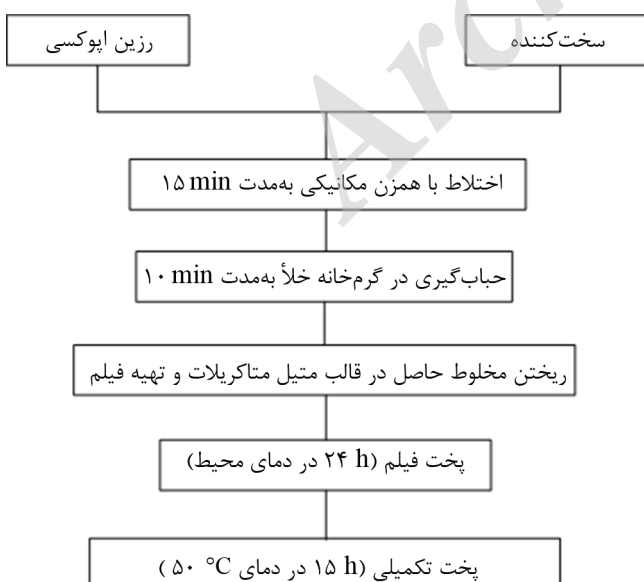 سخت‌کننده
رزین اپوکسی
اختلاط با همزن مکانیکی به‌مدت ۱۵ min
حباب‌گیری در گرم‌خانه خلأ به‌مدت ۱۰ min
ریختن مخلوط حاصل در قالب متیل متاکریلات و تهیه فیلم
پخت فیلم (۲۴ h در دمای محیط)
پخت تکمیلی (۱۵ h در دمای ۵۰ °C )